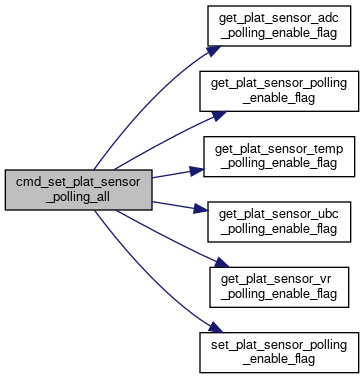 get_plat_sensor_adc
_polling_enable_flag
get_plat_sensor_polling
_enable_flag
get_plat_sensor_temp
_polling_enable_flag
cmd_set_plat_sensor
_polling_all
get_plat_sensor_ubc
_polling_enable_flag
get_plat_sensor_vr
_polling_enable_flag
set_plat_sensor_polling
_enable_flag